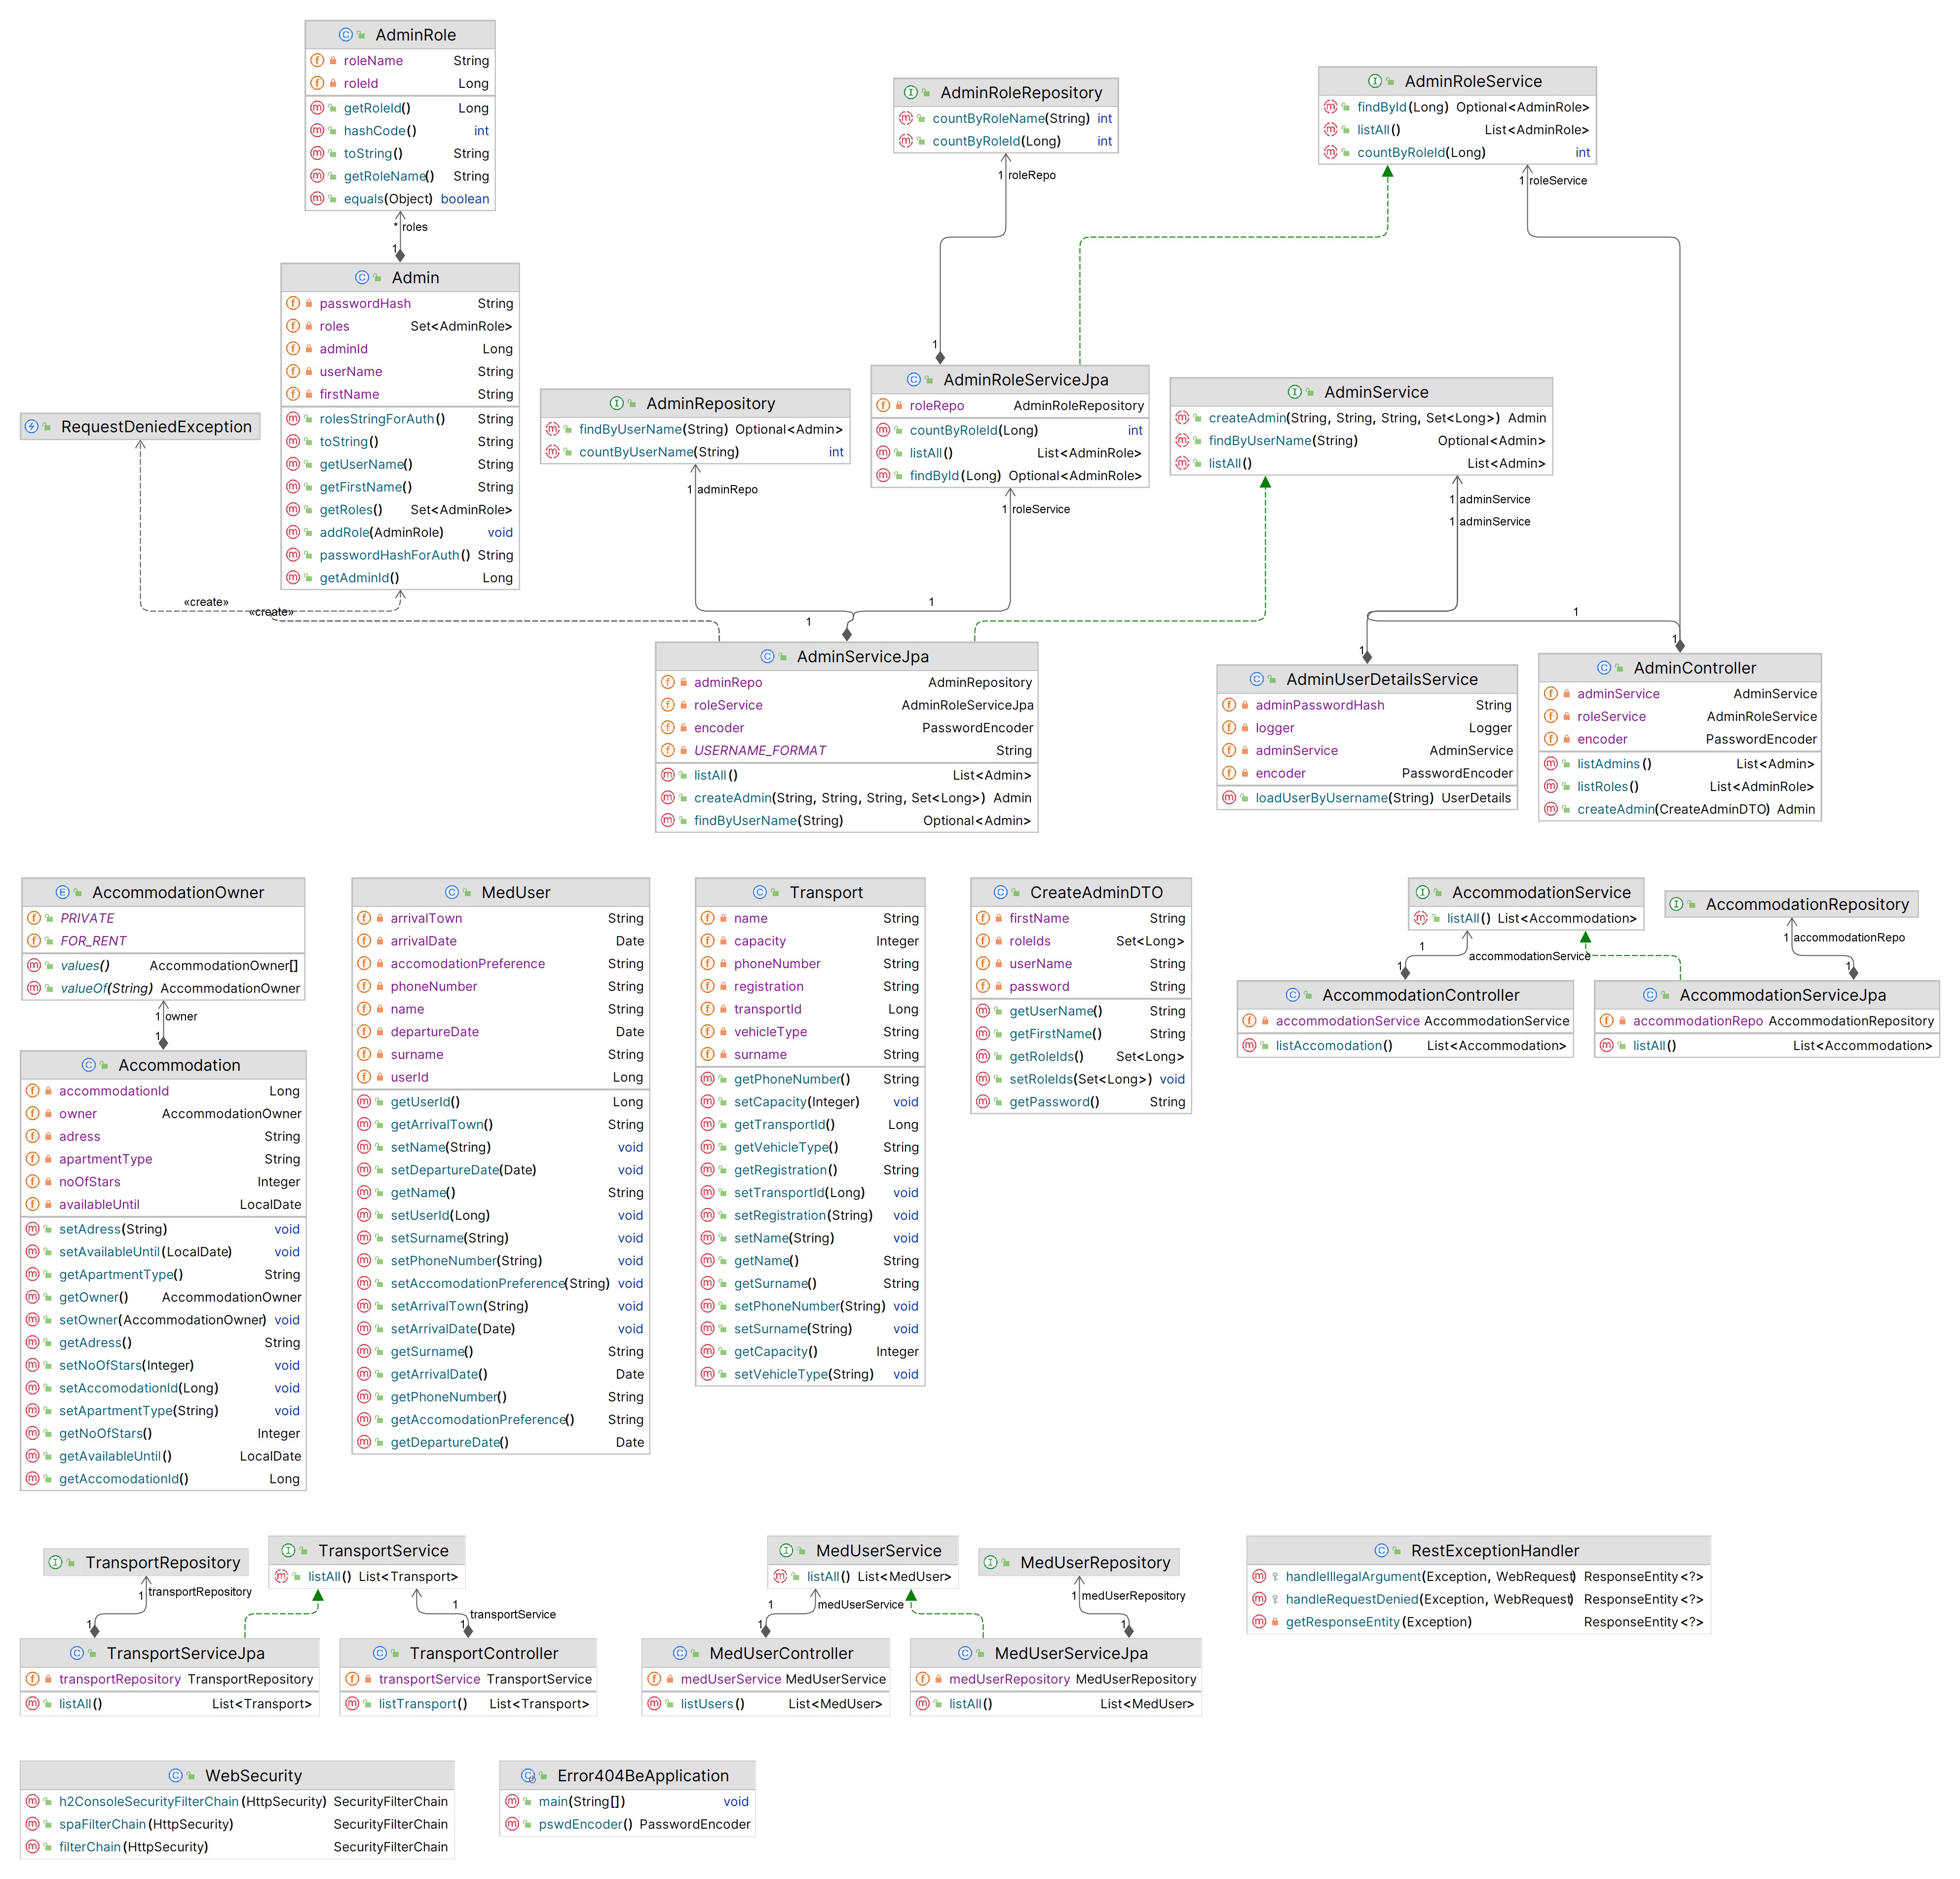 AdminRole
roleName String
roleId Long
getRoleId() Long
hashCode() int
toString() String
getRoleName() String
equals(Object) boolean
* roles
1
Admin
passwordHash String
roles Set<AdminRole>
adminId Long
userName String
firstName String
rolesStringForAuth() String
toString() String
getUserName() String
getFirstName() String
getRoles() Set<AdminRole>
addRole(AdminRole) void
passwordHashForAuth() String
getAdminId() Long
RequestDeniedException
«create»
«create»
AdminRoleRepository
countByRoleName(String) int
countByRoleId(Long) int
1 roleRepo
1
AdminRoleService
findById(Long) Optional<AdminRole>
listAll() List<AdminRole>
countByRoleId(Long) int
1 roleService
AdminRepository
findByUserName(String) Optional<Admin>
countByUserName(String) int
1 adminRepo
AdminRoleServiceJpa
roleRepo AdminRoleRepository
countByRoleId(Long) int
listAll() List<AdminRole>
findById(Long) Optional<AdminRole>
1 roleService
AdminService
createAdmin(String, String, String, Set<Long>) Admin
findByUserName(String) Optional<Admin>
listAll() List<Admin>
1 adminService
1 adminService
1
1
1
1
1
AdminServiceJpa
adminRepo AdminRepository
roleService AdminRoleServiceJpa
encoder PasswordEncoder
USERNAME_FORMAT String
listAll() List<Admin>
createAdmin(String, String, String, Set<Long>) Admin
findByUserName(String) Optional<Admin>
AdminUserDetailsService
adminPasswordHash String
logger Logger
adminService AdminService
encoder PasswordEncoder
loadUserByUsername(String) UserDetails
AdminController
adminService AdminService
roleService AdminRoleService
encoder PasswordEncoder
listAdmins() List<Admin>
listRoles() List<AdminRole>
createAdmin(CreateAdminDTO) Admin
AccommodationOwner
PRIVATE
FOR_RENT
values() AccommodationOwner[]
valueOf(String) AccommodationOwner
1 owner
1
Accommodation
accommodationId Long
owner AccommodationOwner
adress String
apartmentType String
noOfStars Integer
availableUntil LocalDate
setAdress(String) void
setAvailableUntil(LocalDate) void
getApartmentType() String
getOwner() AccommodationOwner
setOwner(AccommodationOwner) void
getAdress() String
setNoOfStars(Integer) void
setAccomodationId(Long) void
setApartmentType(String) void
getNoOfStars() Integer
getAvailableUntil() LocalDate
getAccomodationId() Long
MedUser
arrivalTown String
arrivalDate Date
accomodationPreference String
phoneNumber String
name String
departureDate Date
surname String
userId Long
getUserId() Long
getArrivalTown() String
setName(String) void
setDepartureDate(Date) void
getName() String
setUserId(Long) void
setSurname(String) void
setPhoneNumber(String) void
setAccomodationPreference(String) void
setArrivalTown(String) void
setArrivalDate(Date) void
getSurname() String
getArrivalDate() Date
getPhoneNumber() String
getAccomodationPreference() String
getDepartureDate() Date
Transport
name String
capacity Integer
phoneNumber String
registration String
transportId Long
vehicleType String
surname String
getPhoneNumber() String
setCapacity(Integer) void
getTransportId() Long
getVehicleType() String
getRegistration() String
setTransportId(Long) void
setRegistration(String) void
setName(String) void
getName() String
getSurname() String
setPhoneNumber(String) void
setSurname(String) void
getCapacity() Integer
setVehicleType(String) void
CreateAdminDTO
firstName String
roleIds Set<Long>
userName String
password String
getUserName() String
getFirstName() String
getRoleIds() Set<Long>
setRoleIds(Set<Long>) void
getPassword() String
AccommodationService
listAll() List<Accommodation>
1
accommodationService
1
AccommodationRepository
1 accommodationRepo
1
AccommodationController
accommodationService AccommodationService
listAccomodation() List<Accommodation>
AccommodationServiceJpa
accommodationRepo AccommodationRepository
listAll() List<Accommodation>
TransportRepository
1 transportRepository
1
TransportService
listAll() List<Transport>
1
transportService
1
TransportServiceJpa
transportRepository TransportRepository
listAll() List<Transport>
TransportController
transportService TransportService
listTransport() List<Transport>
MedUserService
listAll() List<MedUser>
1 medUserService
1
MedUserRepository
1 medUserRepository
1
MedUserController
medUserService MedUserService
listUsers() List<MedUser>
MedUserServiceJpa
medUserRepository MedUserRepository
listAll() List<MedUser>
RestExceptionHandler
handleIllegalArgument(Exception, WebRequest) ResponseEntity<?>
handleRequestDenied(Exception, WebRequest) ResponseEntity<?>
getResponseEntity(Exception) ResponseEntity<?>
WebSecurity
h2ConsoleSecurityFilterChain(HttpSecurity) SecurityFilterChain
spaFilterChain(HttpSecurity) SecurityFilterChain
filterChain(HttpSecurity) SecurityFilterChain
Error404BeApplication
main(String[]) void
pswdEncoder() PasswordEncoder